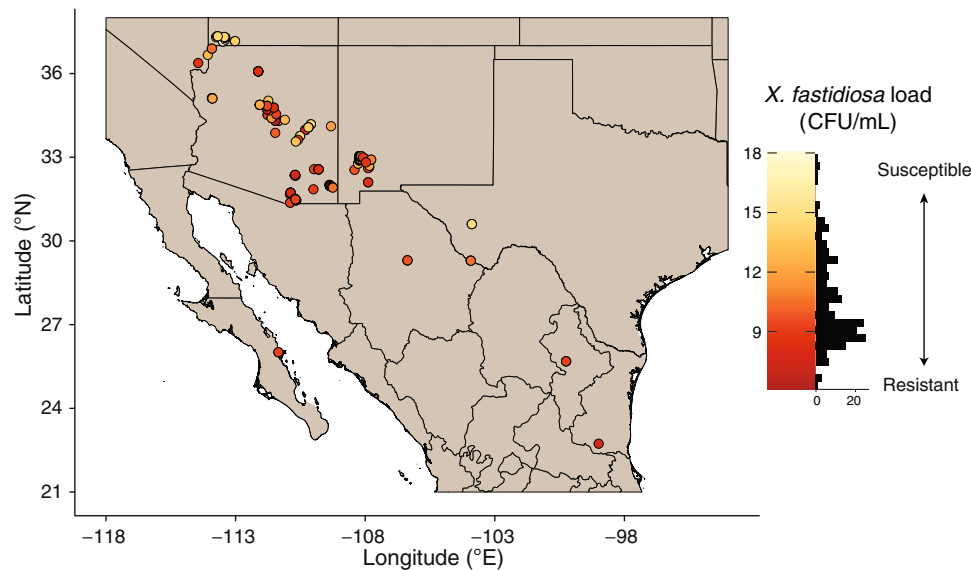 X. fastidiosa load
(CFU/mL)
36
33
30
27
24
21
Latitude (°N)
−118
−113
−108
−103
−98
Longitude (°E)
18
15
12
9
0
20
Susceptible
Resistant